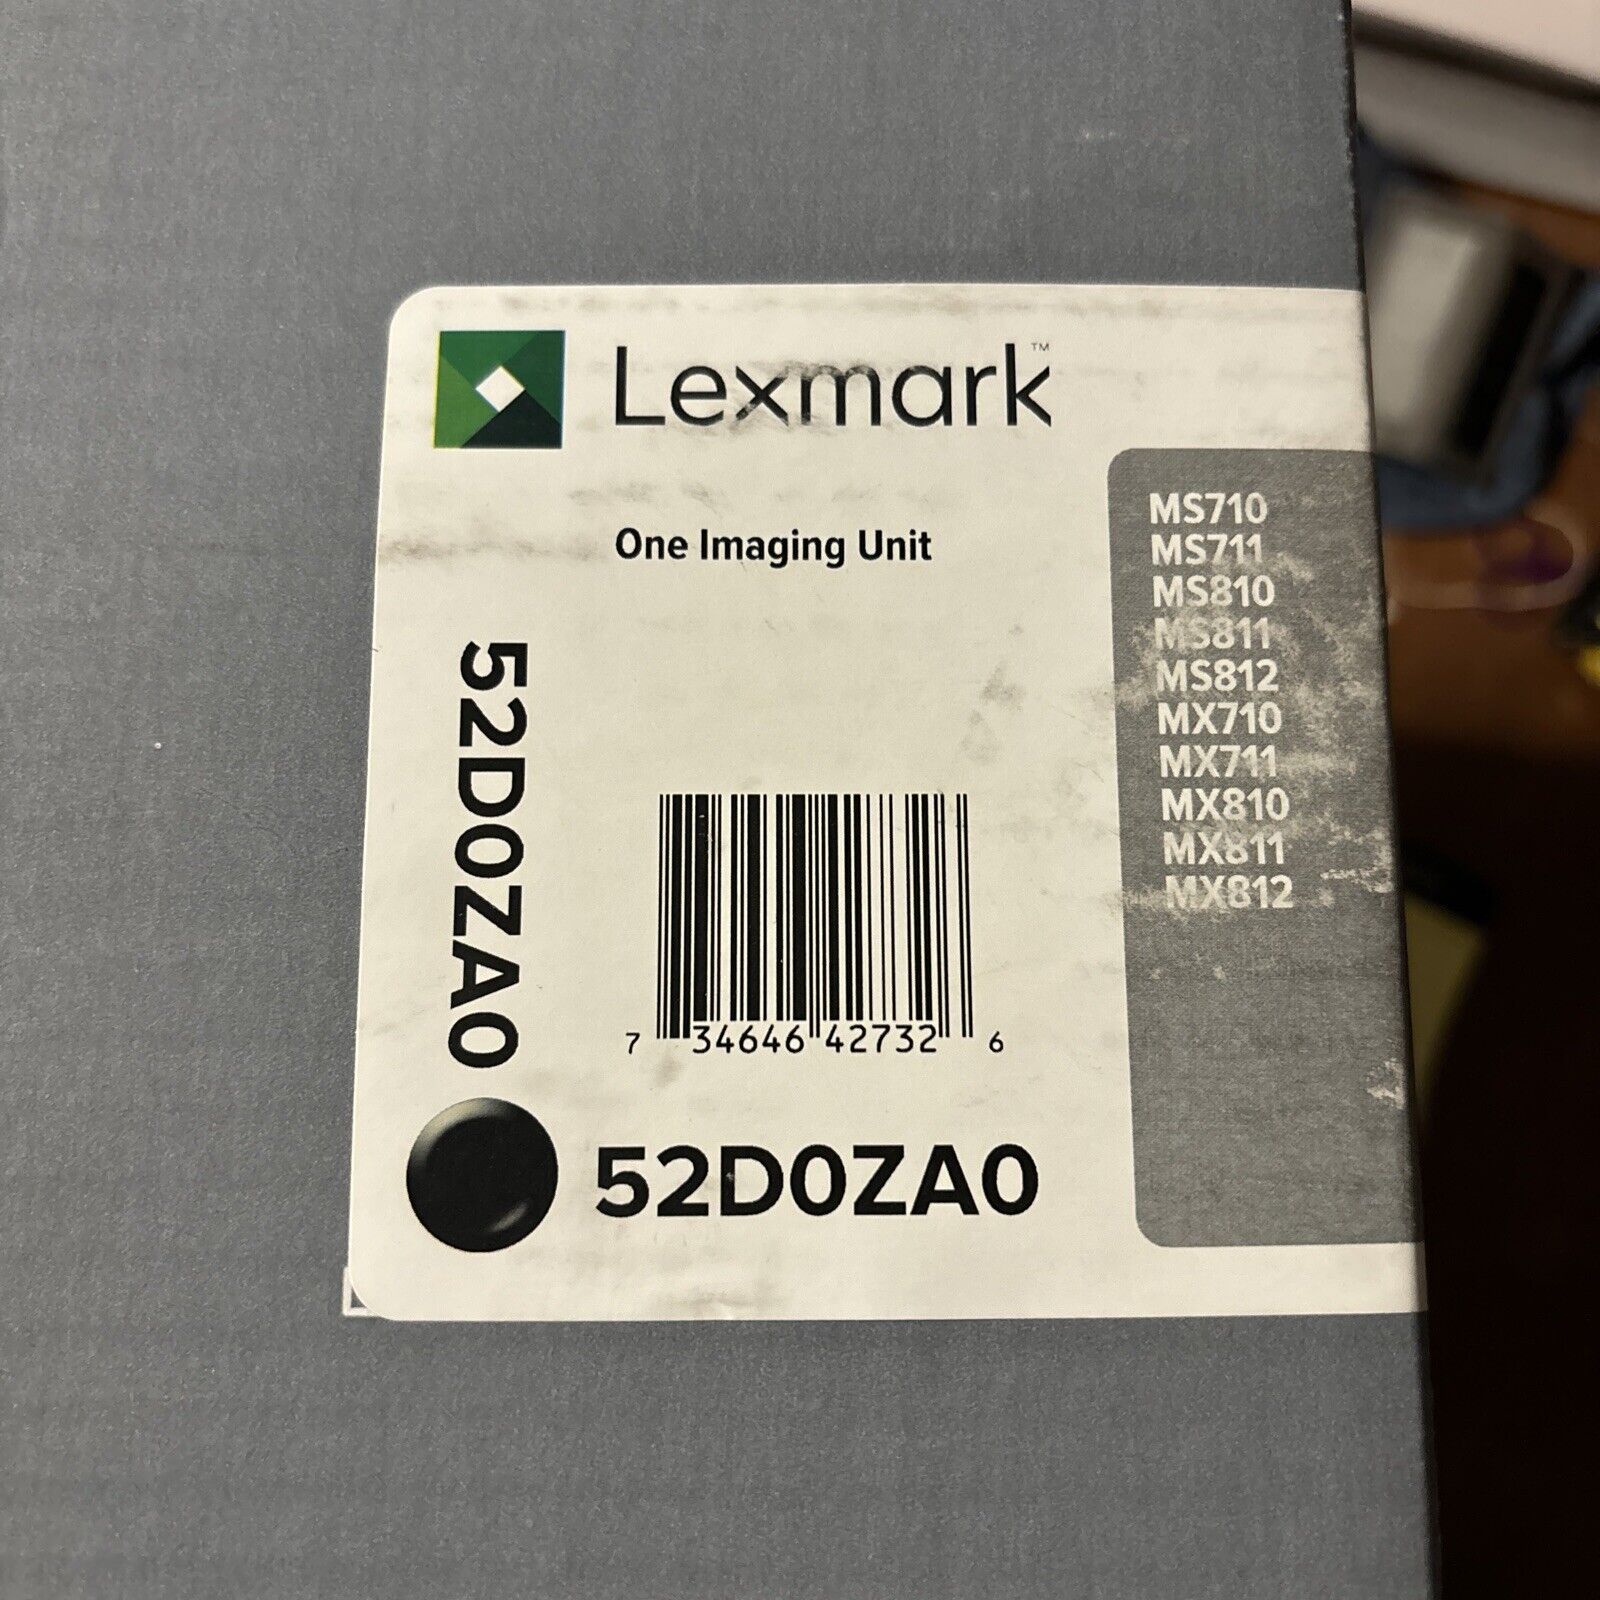 Lexmark™
One Imaging Unit
MS710
MS711
MS810
MS811
MS812
MX710
MX711
MX810
MX811
MX812
52D0ZA0
7 34646 42732 6
52D0ZA0